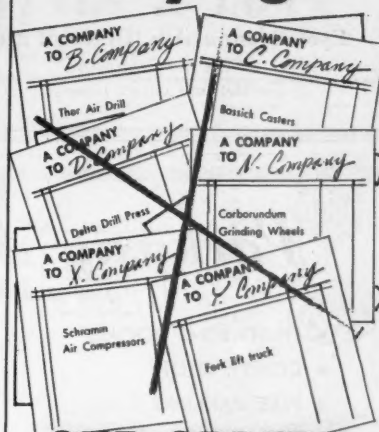 A COMPANY
TO B. Company
Thor Air Drill
A COMPANY
TO C. Company
Bassick Casters
A COMPANY
TO D. Company
Delta Drill Press
A COMPANY
TO N. Company
Carborundum
Grinding Wheels
A COMPANY
TO X. Company
Schramm
Air Compressors
A COMPANY
TO Y. Company
Fork lift truck